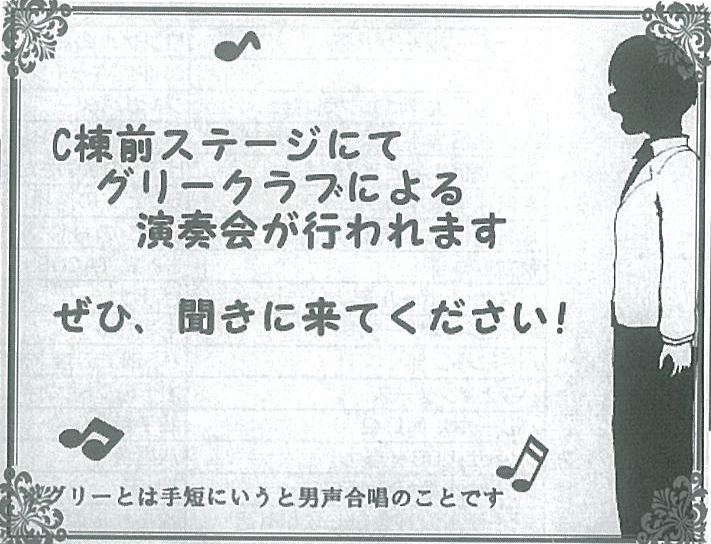 C棟前ステージにて
グリークラブによる
演奏会が行われます
ぜひ、聞きに来てください!
※グリーとは手短にいうと男声合唱のことです